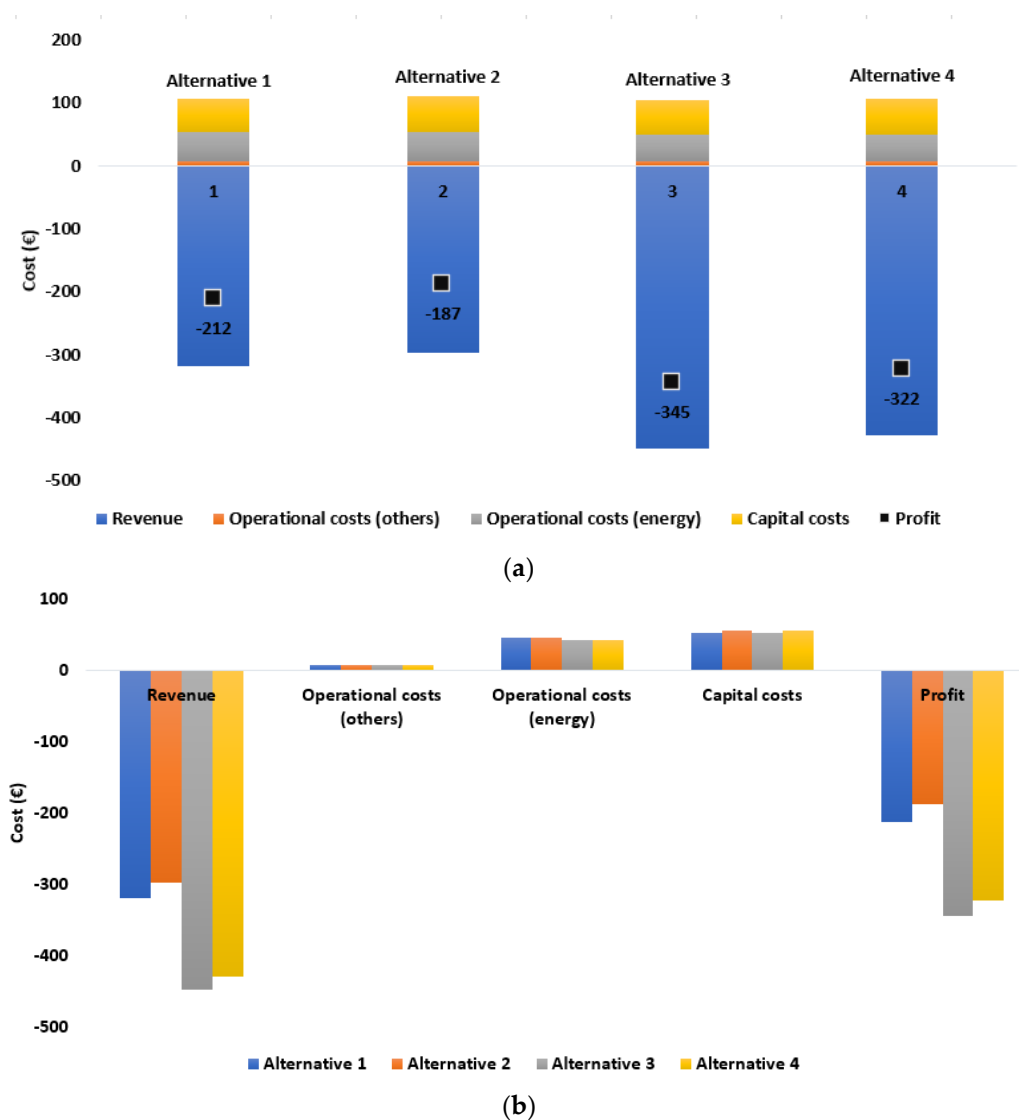 200
Alternative 1 Alternative 2 Alternative 3 Alternative 4
100
0
1 2 3 4
-100
Cost (€)
-200
-212 -187 -345 -322
-300
-400
-500
Revenue Operational costs (others) Operational costs (energy) Capital costs Profit
(a)
100
0
Revenue Operational costs Operational costs Capital costs Profit
(others) (energy)
-100
Cost (€)
-200
-300
-400
-500
Alternative 1 Alternative 2 Alternative 3 Alternative 4
(b)